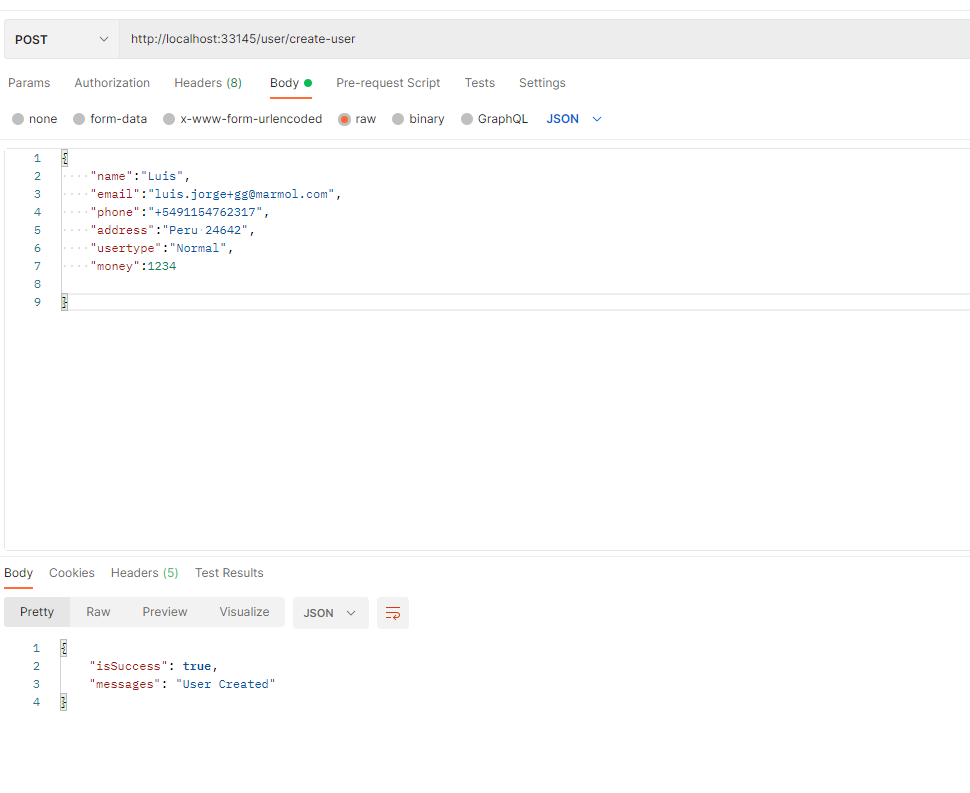 POST http://localhost:33145/user/create-user
Params Authorization Headers (8) Body Pre-request Script Tests Settings
none form-data x-www-form-urlencoded raw binary GraphQL JSON
1 {
2 "name":"Luis",
3 "email":"luis.jorge+gg@marmol.com",
4 "phone":"+5491154762317",
5 "address":"Peru 24642",
6 "usertype":"Normal",
7 "money":1234
8
9 }
Body Cookies Headers (5) Test Results
Pretty Raw Preview Visualize JSON
1 {
2 "isSuccess": true,
3 "messages": "User Created"
4 }